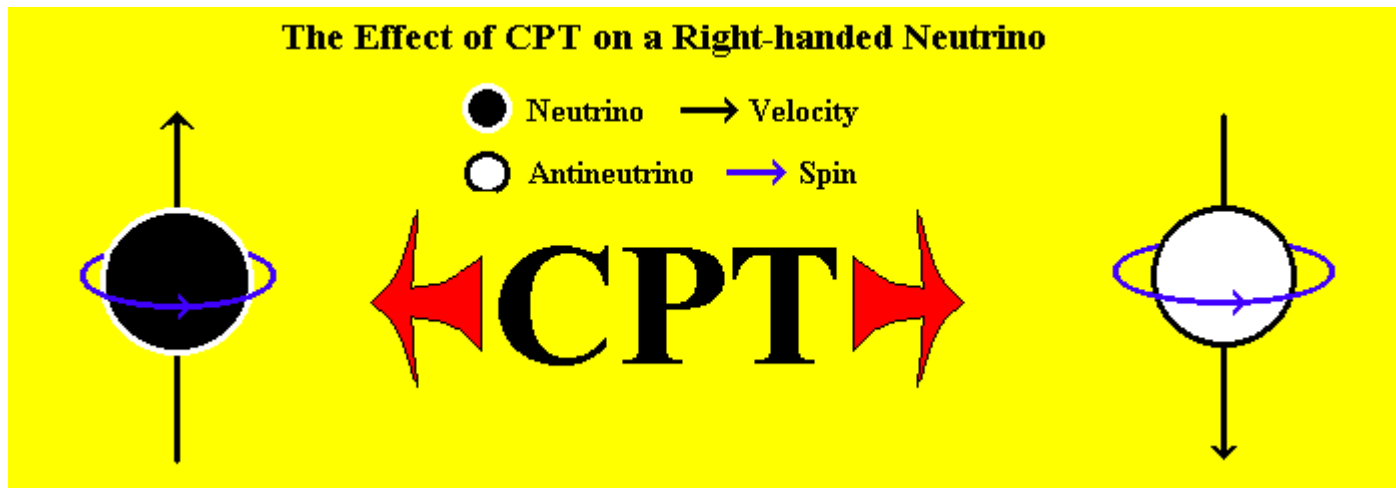 The Effect of CPT on a Right-handed Neutrino
Neutrino Velocity
Antineutrino Spin
CPT